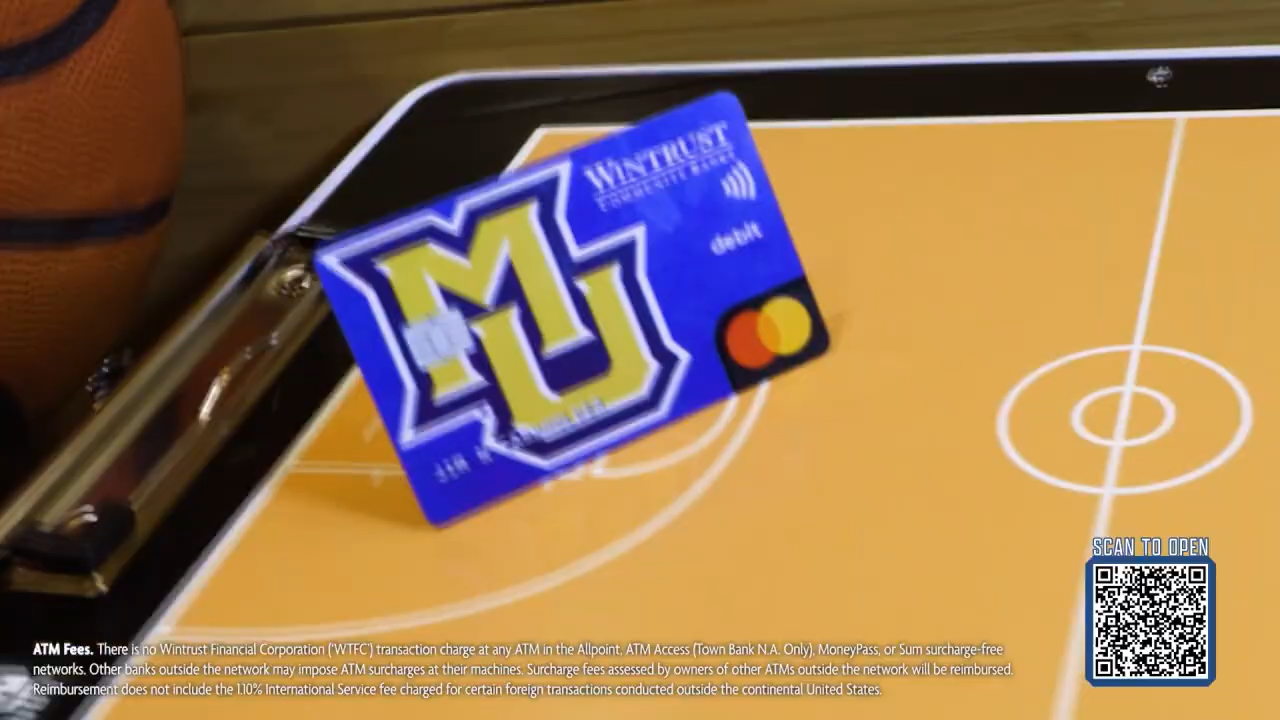 WINTRUST
COMMUNITY BANKS
debit
MU
SCAN TO OPEN
ATM Fees. There is no Wintrust Financial Corporation ('WTFC') transaction charge at any ATM in the Allpoint, ATM Access (Town Bank N.A. Only), MoneyPass, or Sum surcharge-free
networks. Other banks outside the network may impose ATM surcharges at their machines. Surcharge fees assessed by owners of other ATMs outside the network will be reimbursed.
Reimbursement does not include the 1.10% International Service fee charged for certain foreign transactions conducted outside the continental United States.